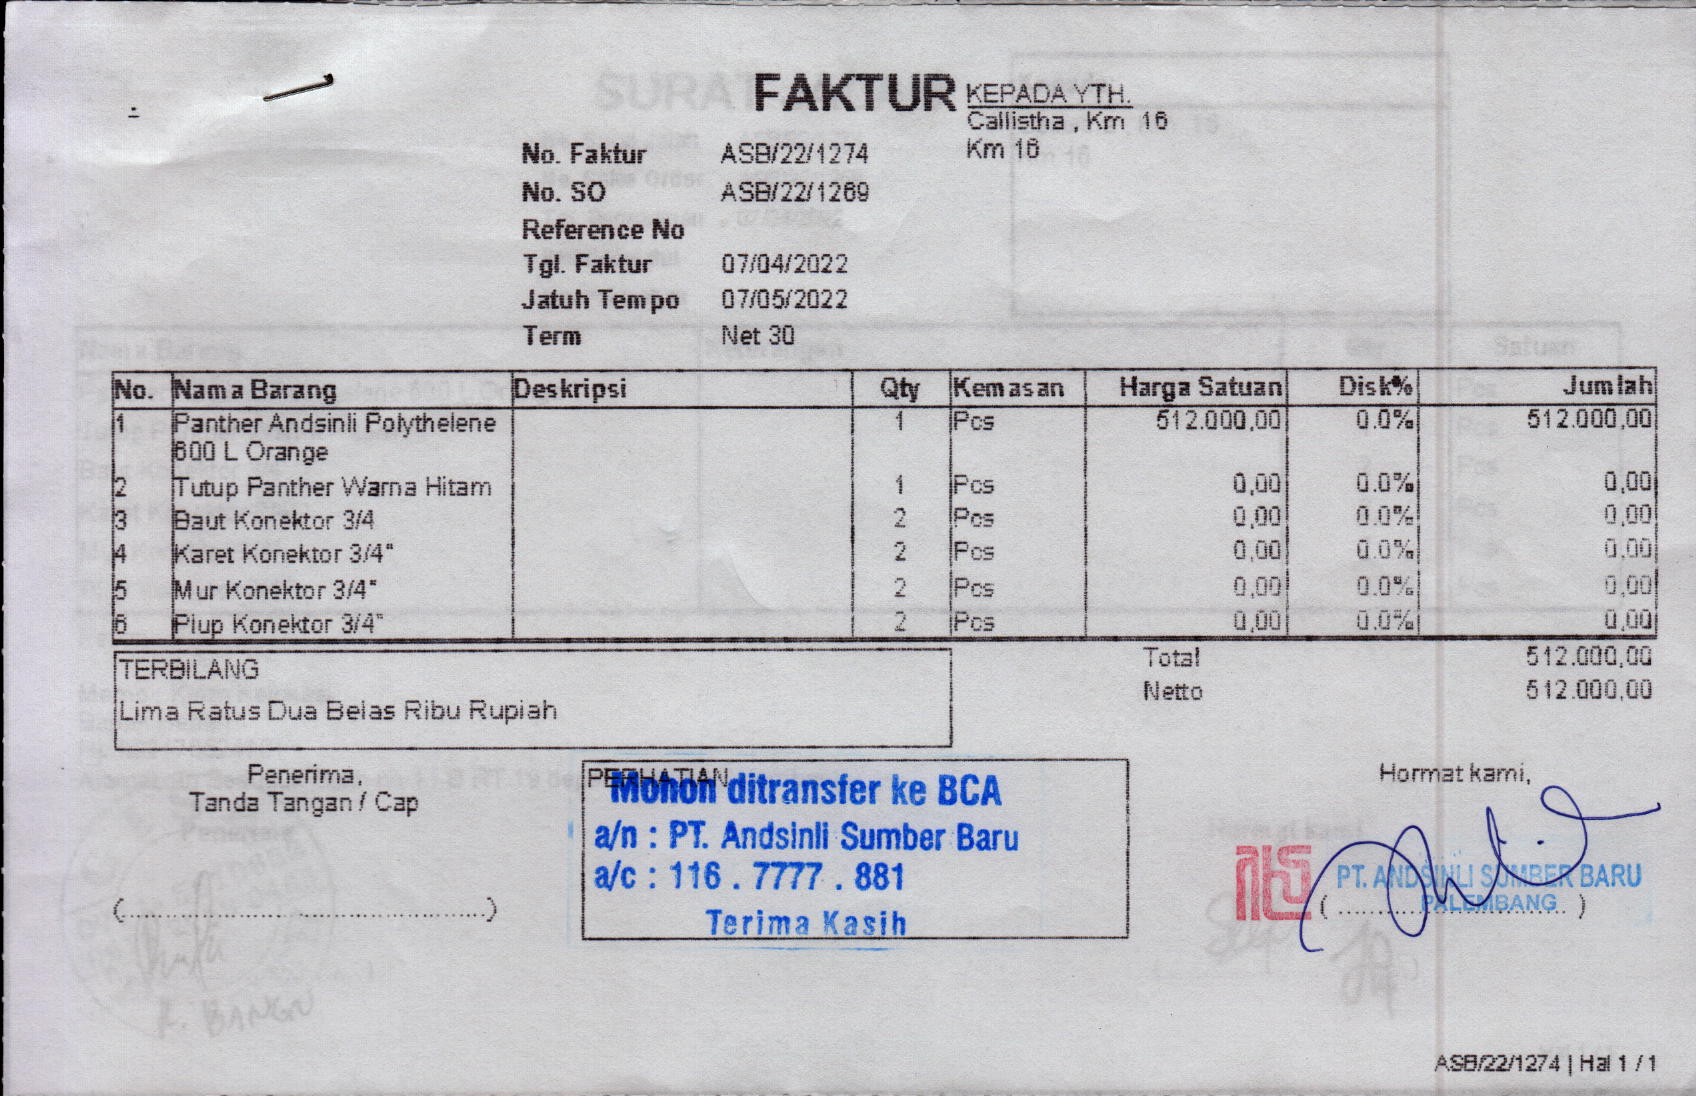 FAKTUR
KEPADA YTH.
Callistha , Km 16
Km 16
No. Faktur ASB/22/1274
No. SO ASB/22/1269
Reference No
Tgl. Faktur 07/04/2022
Jatuh Tempo 07/05/2022
Term Net 30
No. Nama Barang Deskripsi Qty Kemasan Harga Satuan Disk% Jumlah
1 Panther Andsinli Polythelene 1 Pcs 512.000,00 0.0% 512.000,00
600 L Orange
2 Tutup Panther Warna Hitam 1 Pcs 0,00 0.0% 0,00
3 Baut Konektor 3/4 2 Pcs 0,00 0.0% 0,00
4 Karet Konektor 3/4" 2 Pcs 0,00 0.0% 0,00
5 Mur Konektor 3/4" 2 Pcs 0,00 0.0% 0,00
6 Plup Konektor 3/4" 2 Pcs 0,00 0.0% 0,00
TERBILANG
Lima Ratus Dua Belas Ribu Rupiah
Total 512.000,00
Netto 512.000,00
Penerima,
Tanda Tangan / Cap
(........................................................)
PERHATIAN
Mohon ditransfer ke BCA
a/n : PT. Andsinli Sumber Baru
a/c : 116 . 7777 . 881
Terima Kasih
Hormat kami,
PT. ANDSINLI SUMBER BARU
PALEMBANG
( ................................... )
R. BANGN
ASB/22/1274 | Hal 1 / 1